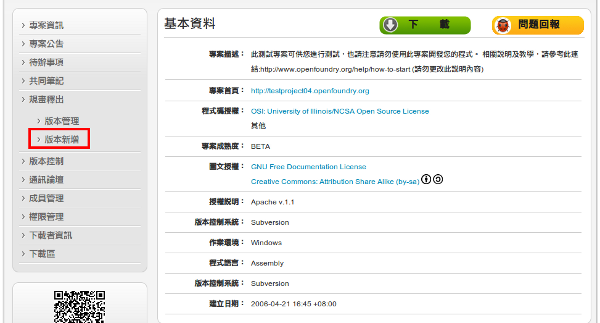 專案資訊
專案公告
待辦事項
共同筆記
規畫釋出
版本管理
版本新增
版本控制
通訊論壇
成員管理
權限管理
下載者資訊
下載區
基本資料
下 載
問題回報
專案描述： 此測試專案可供您進行測試，也請注意請勿使用此專案開發您的程式。相關說明及教學，請參考此連
結:http://www.openfoundry.org/help/how-to-start (請勿更改此說明內容)
專案首頁： http://testproject04.openfoundry.org
程式碼授權： OSI: University of Illinois/NCSA Open Source License
其他
專案成熟度： BETA
圖文授權： GNU Free Documentation License
Creative Commons: Attribution Share Alike (by-sa)
授權說明： Apache v.1.1
版本控制系統： Subversion
作業環境： Windows
程式語言： Assembly
版本控制系統： Subversion
建立日期： 2008-04-21 16:45 +08:00